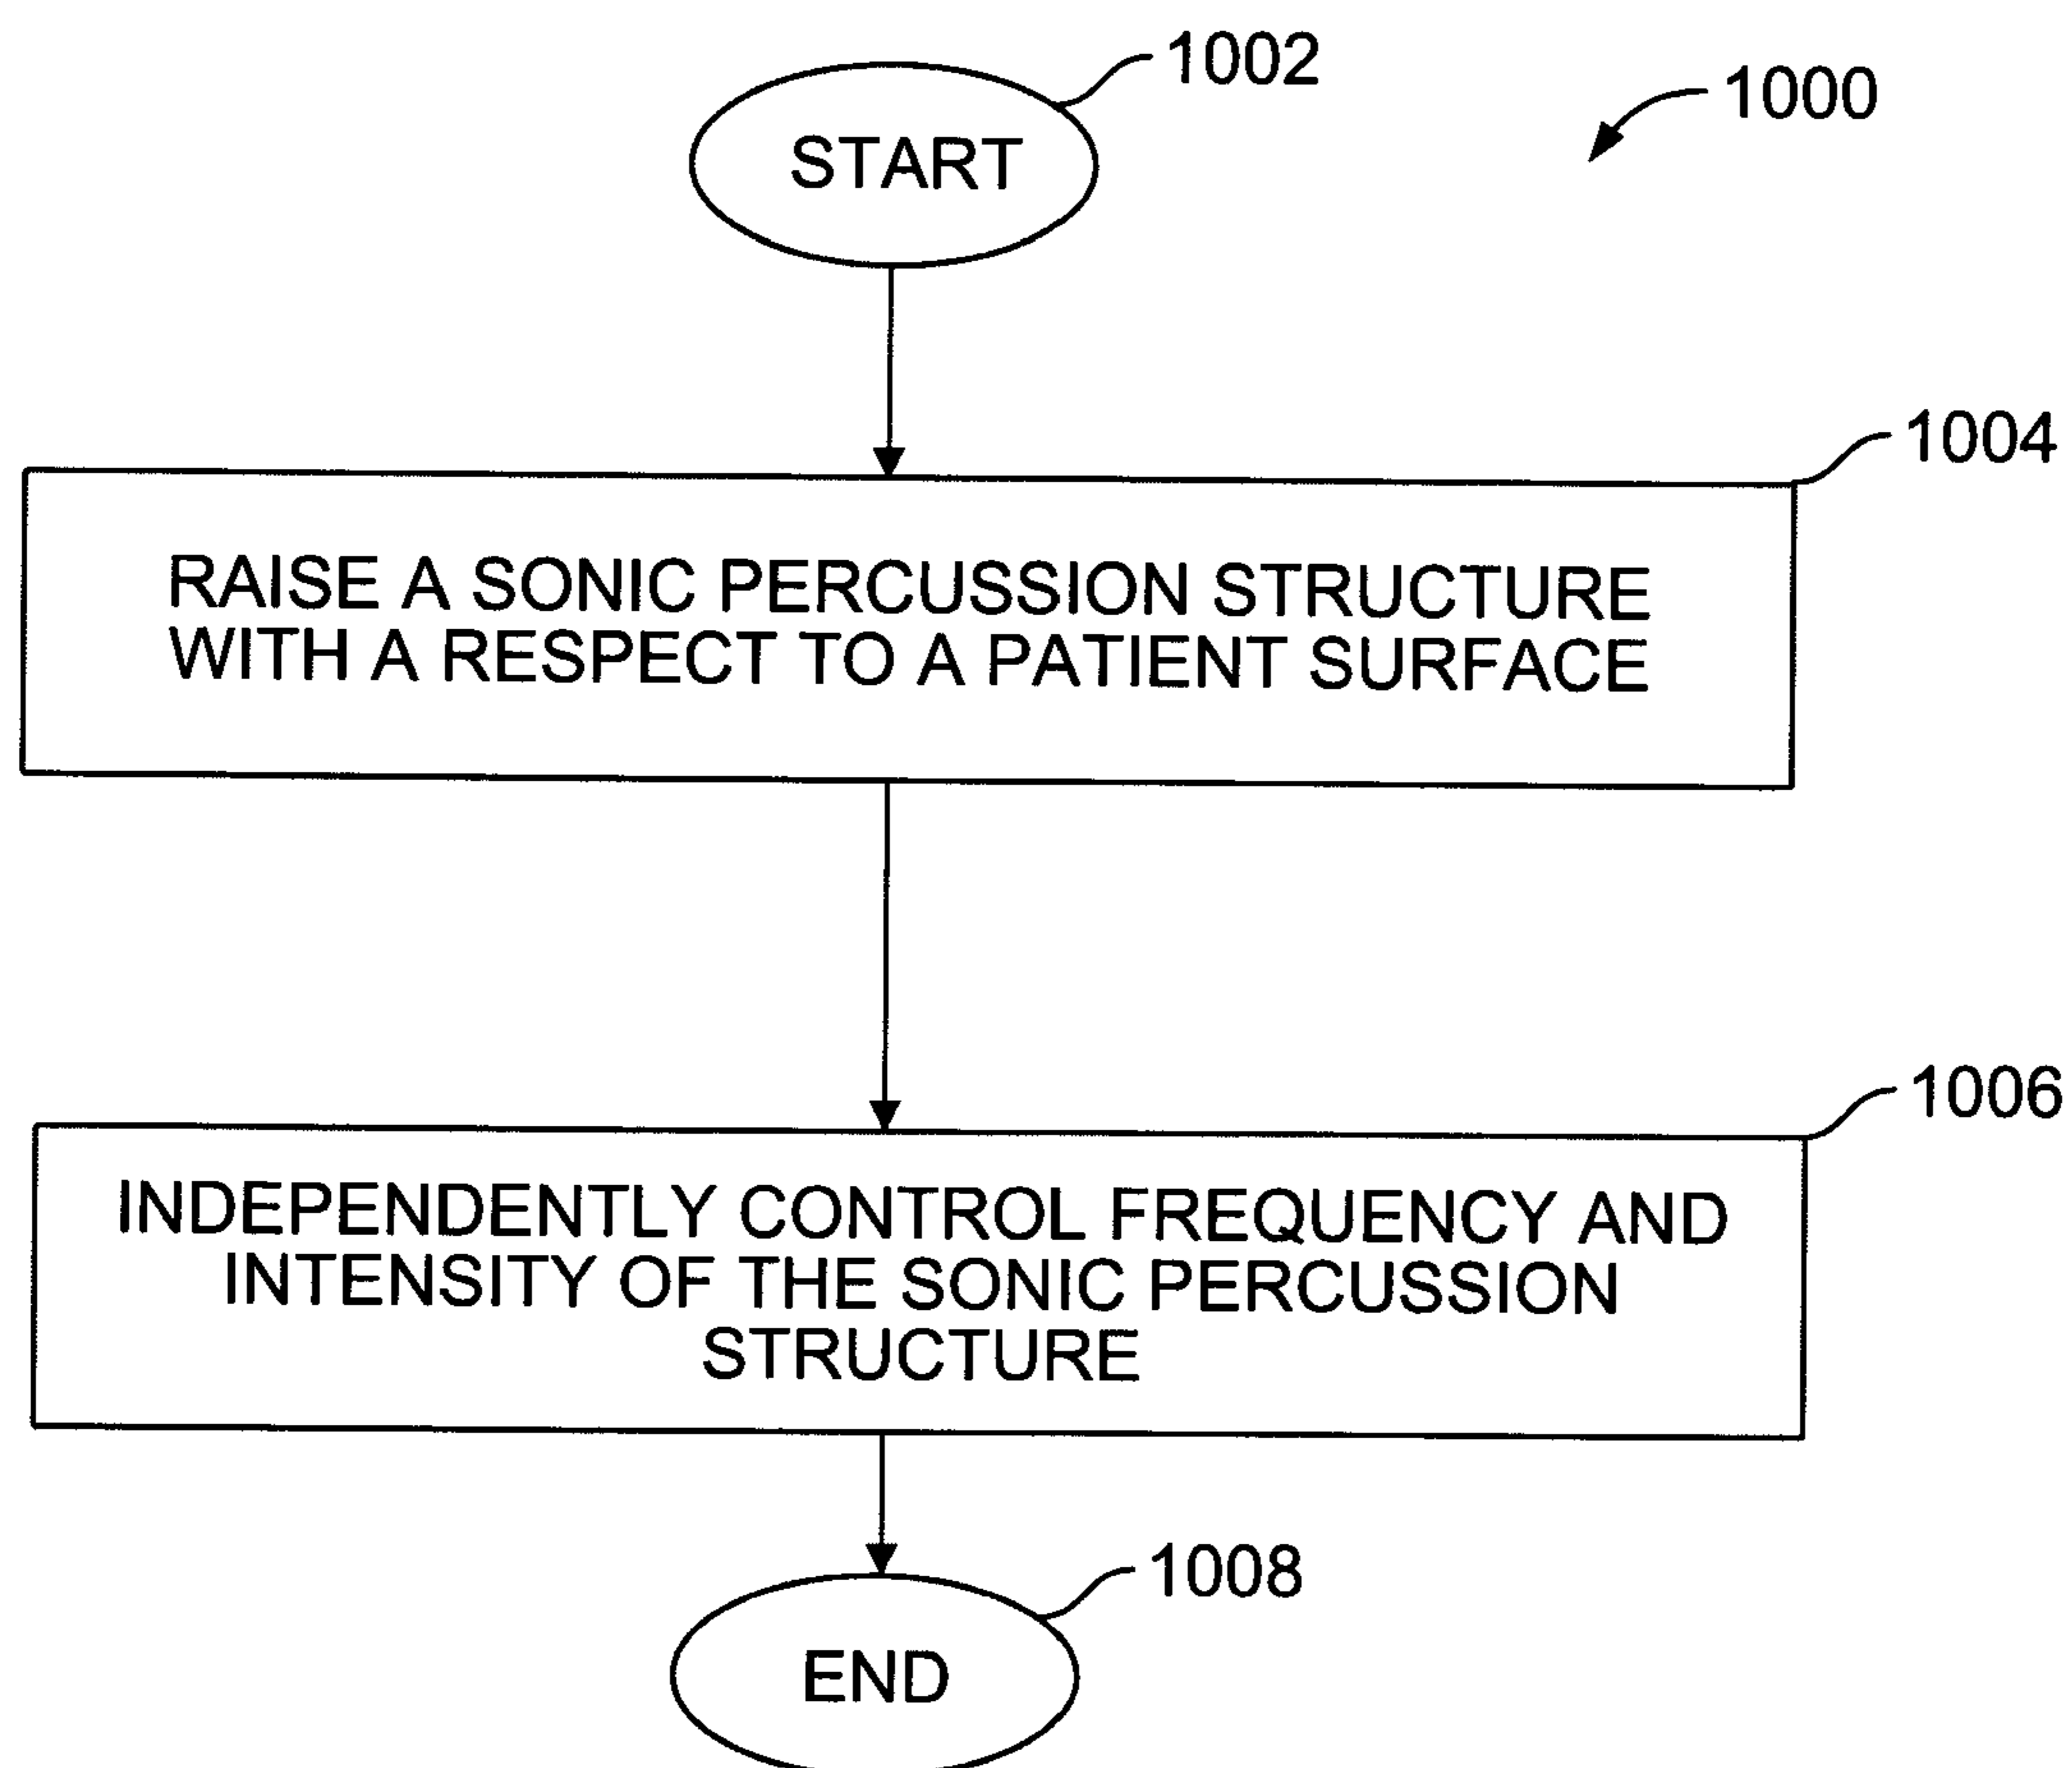 1002
1000
START
1004
RAISE A SONIC PERCUSSION STRUCTURE
WITH A RESPECT TO A PATIENT SURFACE
1006
INDEPENDENTLY CONTROL FREQUENCY AND
INTENSITY OF THE SONIC PERCUSSION
STRUCTURE
1008
END